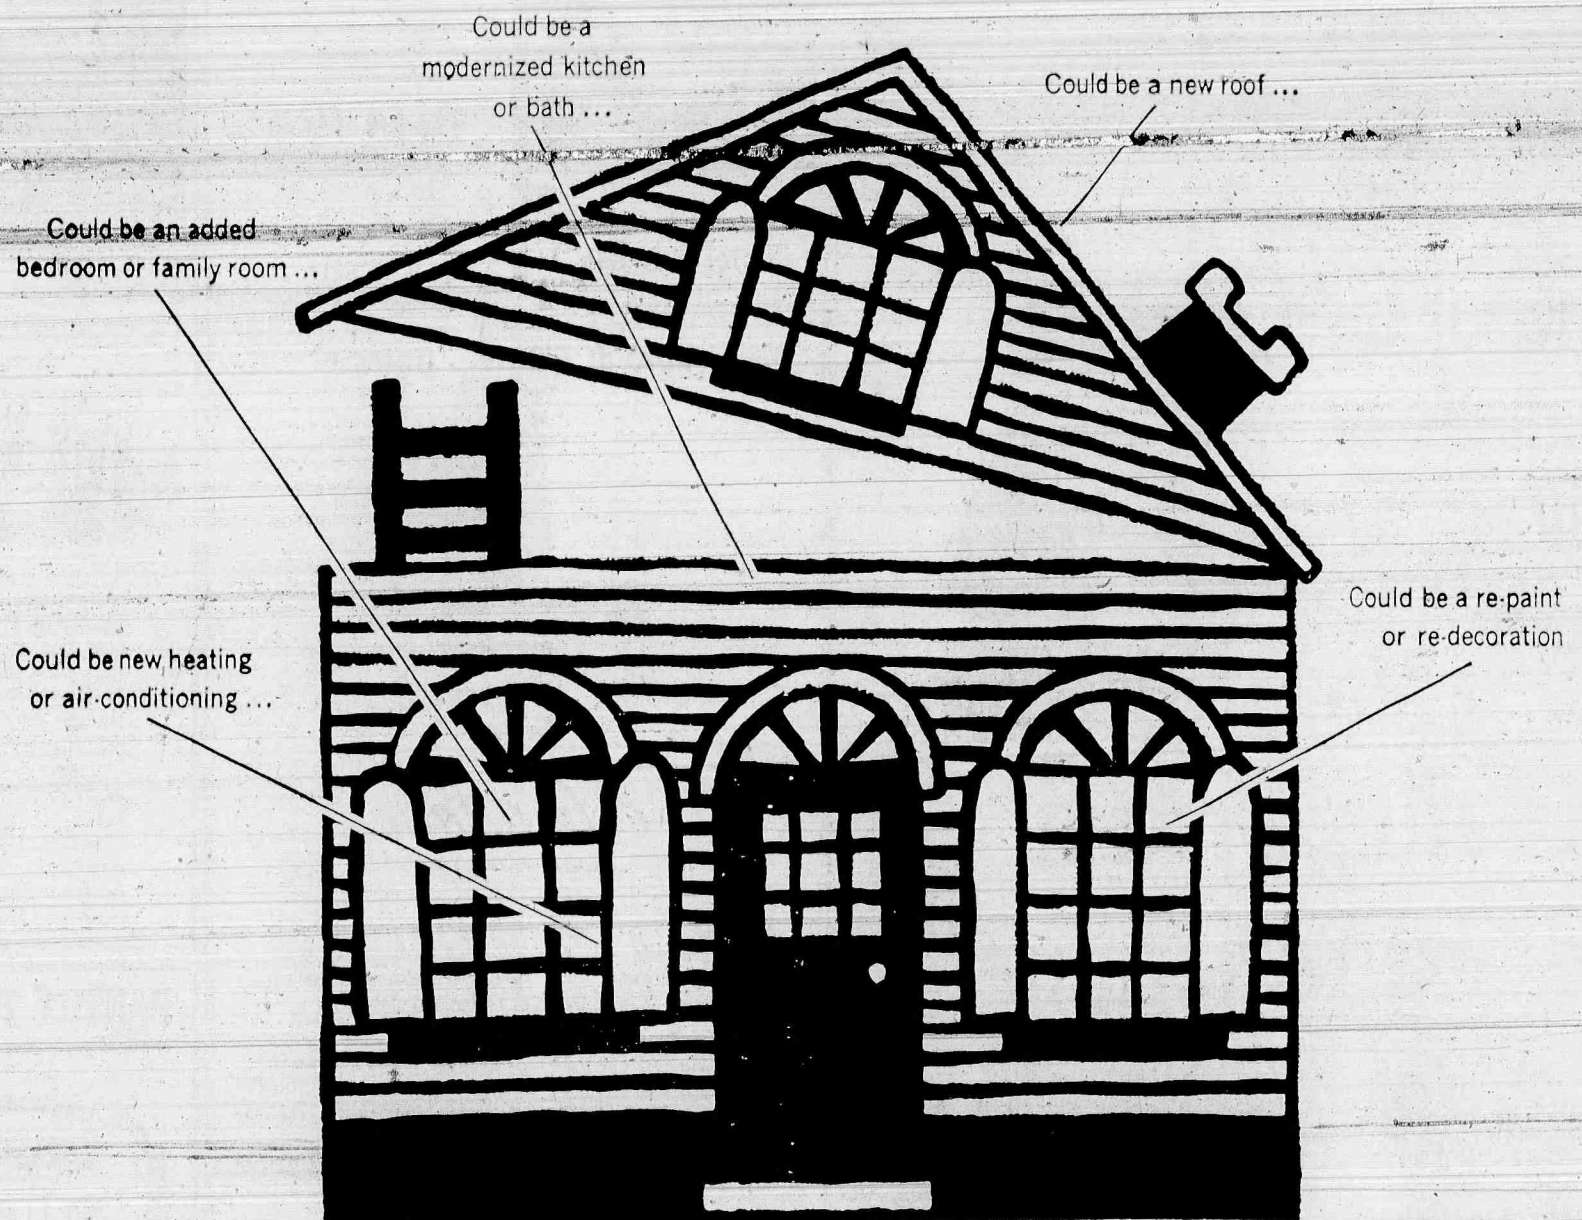 Could be a
modernized kitchen
or bath ...
Could be a new roof ...
Could be an added
bedroom or family room ...
Could be a re-paint
or re-decoration
Could be new heating
or air-conditioning ...